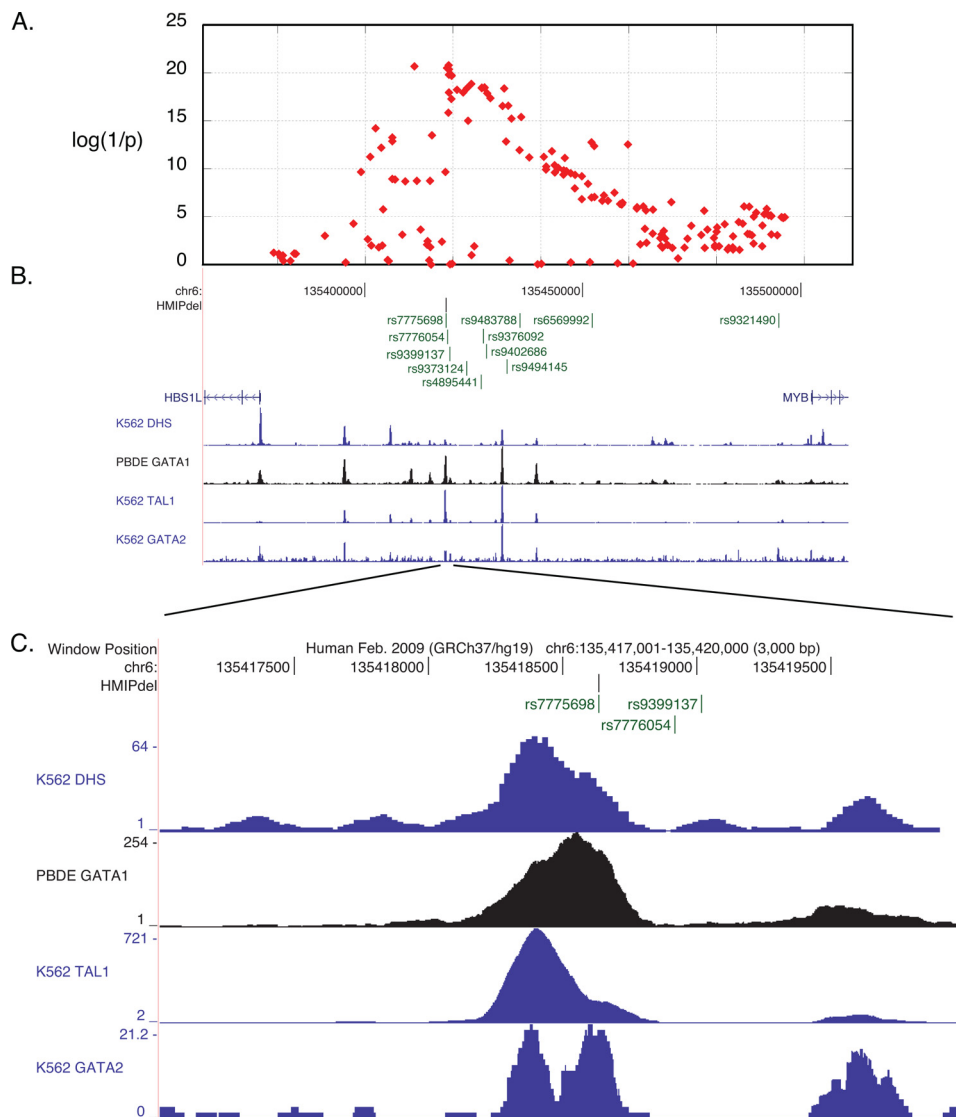 A.
25
20
15
10
5
0
log(1/p)
B.
chr6: 135400000 135450000 135500000
HMIPdel
rs7775698 rs9483788 rs6569992 rs9321490
rs7776054 rs9376092
rs9399137 rs9402686
rs9373124 rs9494145
rs4895441
HBS1L MYB
K562 DHS
PBDE GATA1
K562 TAL1
K562 GATA2
C.
Window Position Human Feb. 2009 (GRCh37/hg19) chr6:135,417,001-135,420,000 (3,000 bp)
chr6: 135417500 135418000 135418500 135419000 135419500
HMIPdel
rs7775698 rs9399137
rs7776054
64 -
K562 DHS
1 _
254 -
PBDE GATA1
1 _
721 -
K562 TAL1
2 _
21.2 -
K562 GATA2
0 _